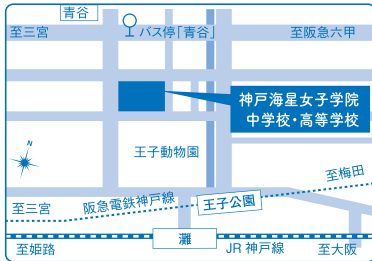 青谷
至三宮
バス停「青谷」
至阪急六甲
神戸海星女子学院
中学校・高等学校
N
王子動物園
至梅田
至三宮
阪急電鉄神戸線
王子公園
至姫路
灘
JR 神戸線
至大阪